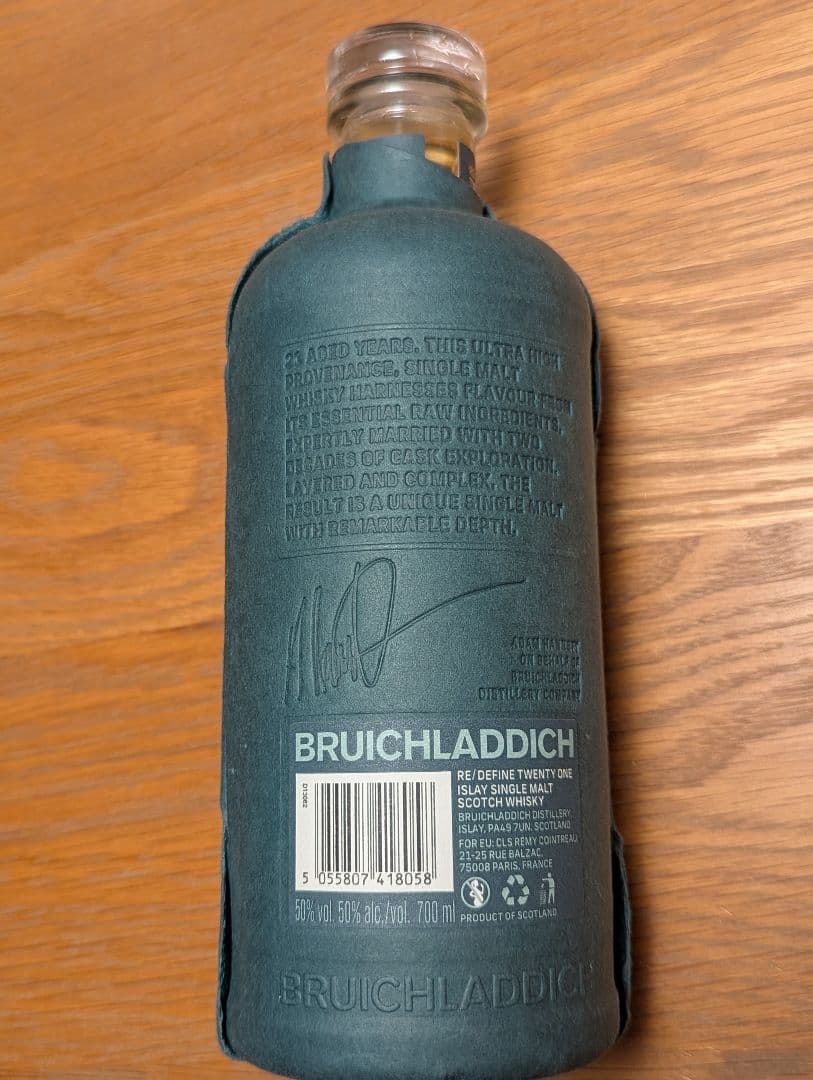 21 AGED YEARS. THIS ULTRA HIGH
PROVENANCE, SINGLE MALT
WHISKY HARNESSES FLAVOUR FROM
ITS ESSENTIAL RAW INGREDIENTS,
EXPERTLY MARRIED WITH TWO
DECADES OF CASK EXPLORATION.
LAYERED AND COMPLEX, THE
RESULT IS A UNIQUE SINGLE MALT
WITH REMARKABLE DEPTH.
ADAM HANNETT
ON BEHALF OF
BRUICHLADDICH
DISTILLERY COMPANY
BRUICHLADDICH
D13062
RE/DEFINE TWENTY ONE
ISLAY SINGLE MALT
SCOTCH WHISKY
BRUICHLADDICH DISTILLERY,
ISLAY, PA49 7UN. SCOTLAND
FOR EU: CLS REMY COINTREAU
21-25 RUE BALZAC,
75008 PARIS, FRANCE
5 055807 418058
50% vol. 50% alc./vol. 700 ml
PRODUCT OF SCOTLAND
BRUICHLADDICH